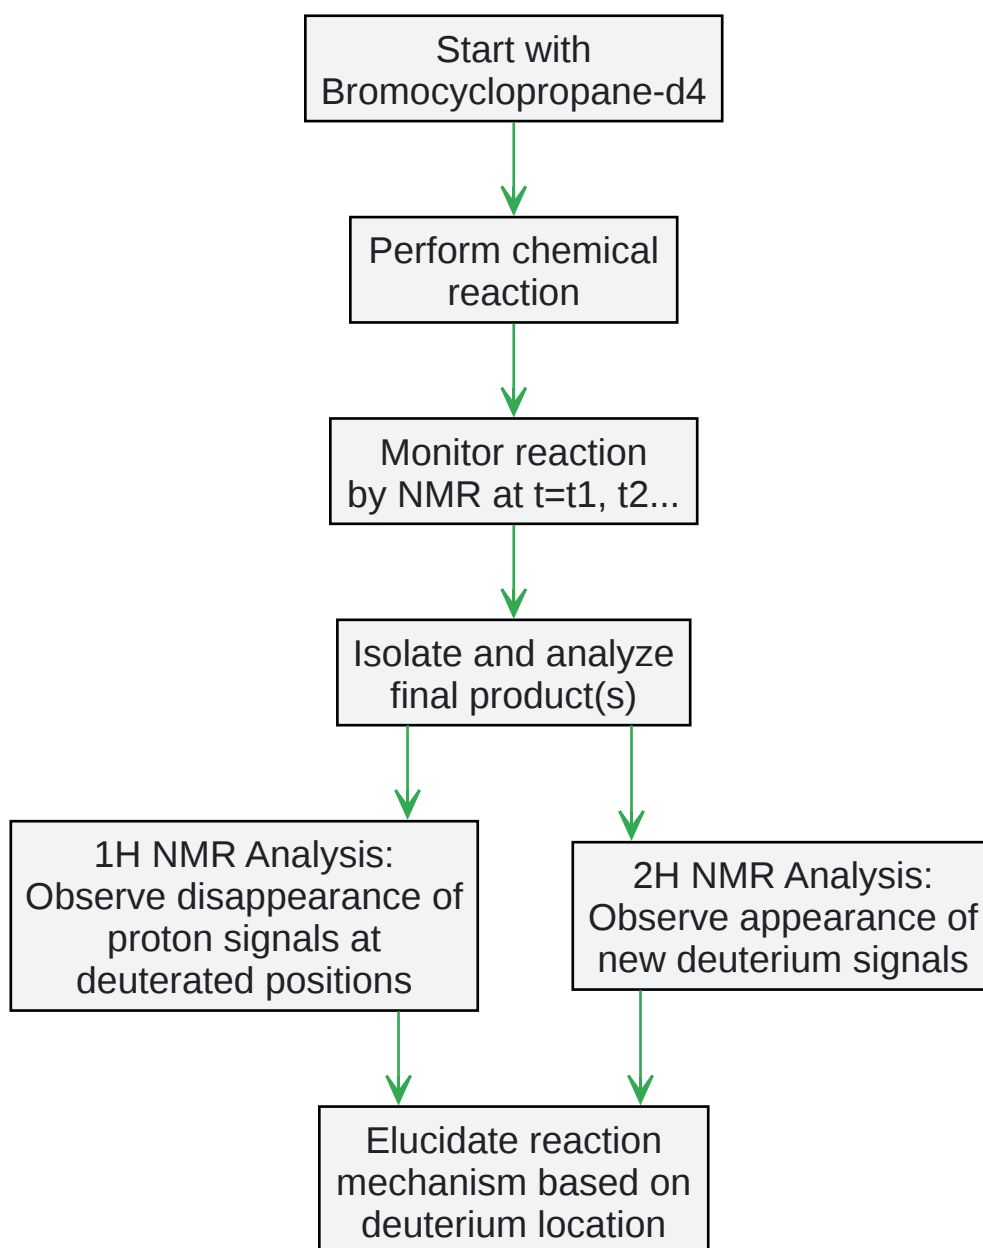 Start with
Bromocyclopropane-d4
Perform chemical
reaction
Monitor reaction
by NMR at t=t1, t2...
Isolate and analyze
final product(s)
1H NMR Analysis:
Observe disappearance of
proton signals at
deuterated positions
2H NMR Analysis:
Observe appearance of
new deuterium signals
Elucidate reaction
mechanism based on
deuterium location